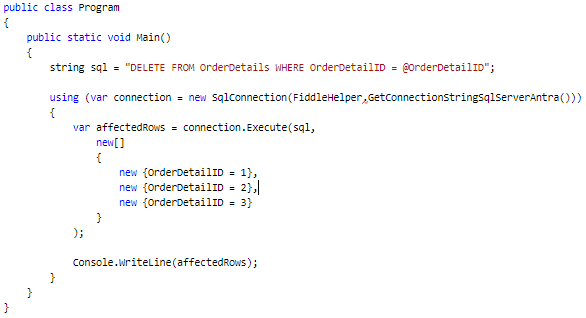 public class Program
{
    public static void Main()
    {
        string sql = "DELETE FROM OrderDetails WHERE OrderDetailID = @OrderDetailID";

        using (var connection = new SqlConnection(FiddleHelper,GetConnectionStringSqlServerAntra()))
        {
            var affectedRows = connection.Execute(sql,
                new[]
                {
                    new {OrderDetailID = 1},
                    new {OrderDetailID = 2},
                    new {OrderDetailID = 3}
                }
            );

            Console.WriteLine(affectedRows);
        }
    }
}